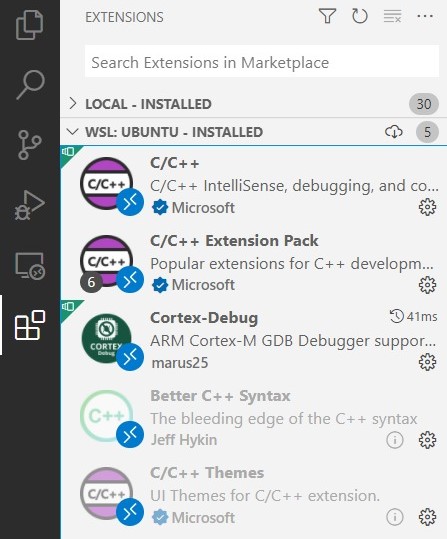 EXTENSIONS
Search Extensions in Marketplace
LOCAL - INSTALLED 30
WSL: UBUNTU - INSTALLED 5
C/C++
C/C++
C/C++ IntelliSense, debugging, and co...
Microsoft
C/C++ Extension Pack
C/C++
Popular extensions for C++ developm...
6
Microsoft
Cortex-Debug 41ms
CORTEX
Debug
ARM Cortex-M GDB Debugger suppor...
marus25
Better C++ Syntax
C++
The bleeding edge of the C++ syntax
Jeff Hykin
C/C++ Themes
C/C++
UI Themes for C/C++ extension.
Microsoft